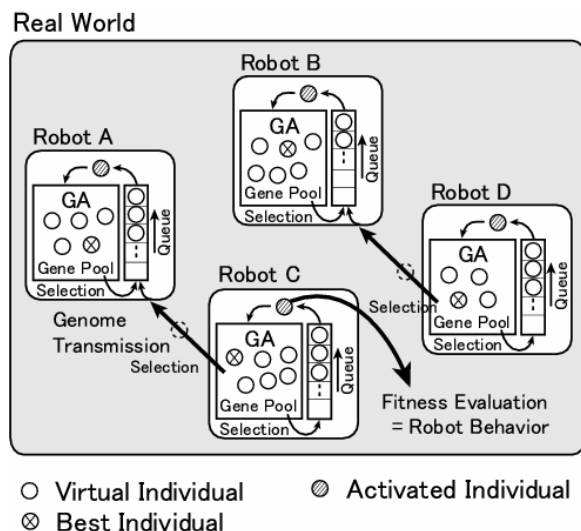 Real World
Robot B
GA
Gene Pool
Selection
Queue
Robot A
GA
Gene Pool
Selection
Queue
Robot D
GA
Gene Pool
Selection
Queue
Selection
Robot C
GA
Gene Pool
Selection
Queue
Genome
Transmission
Selection
Fitness Evaluation
= Robot Behavior
Virtual Individual
Activated Individual
Best Individual